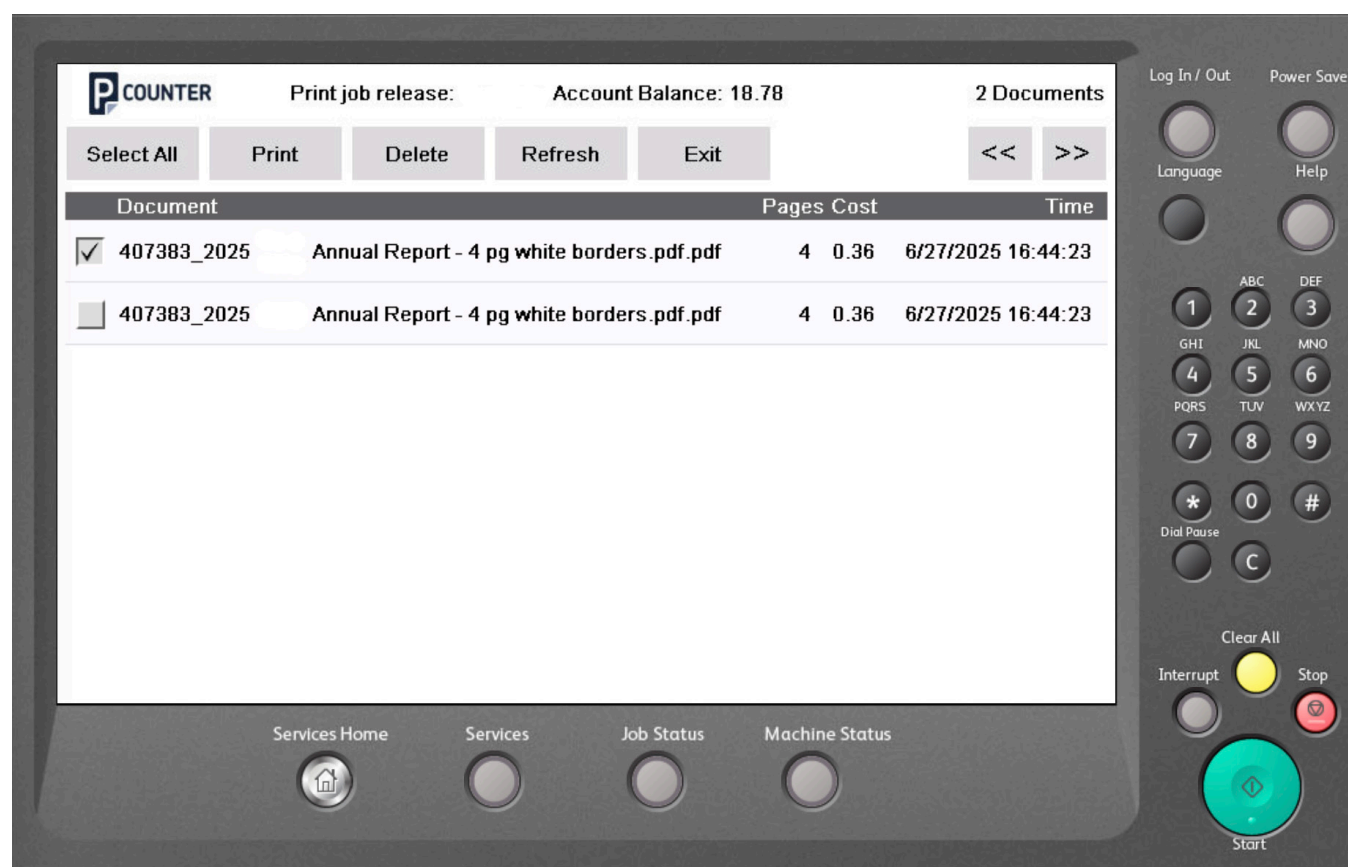 P COUNTER Print job release: Account Balance: 18.78 2 Documents
Select All Print Delete Refresh Exit << >>
Document Pages Cost Time
407383_2025 Annual Report - 4 pg white borders.pdf.pdf 4 0.36 6/27/2025 16:44:23
407383_2025 Annual Report - 4 pg white borders.pdf.pdf 4 0.36 6/27/2025 16:44:23
Services Home Services Job Status Machine Status
Log In / Out Power Save
Language Help
ABC DEF
1 2 3
GHI JKL MNO
4 5 6
PQRS TUV WXYZ
7 8 9
* 0 #
Dial Pause
C
Clear All
Interrupt Stop
Start